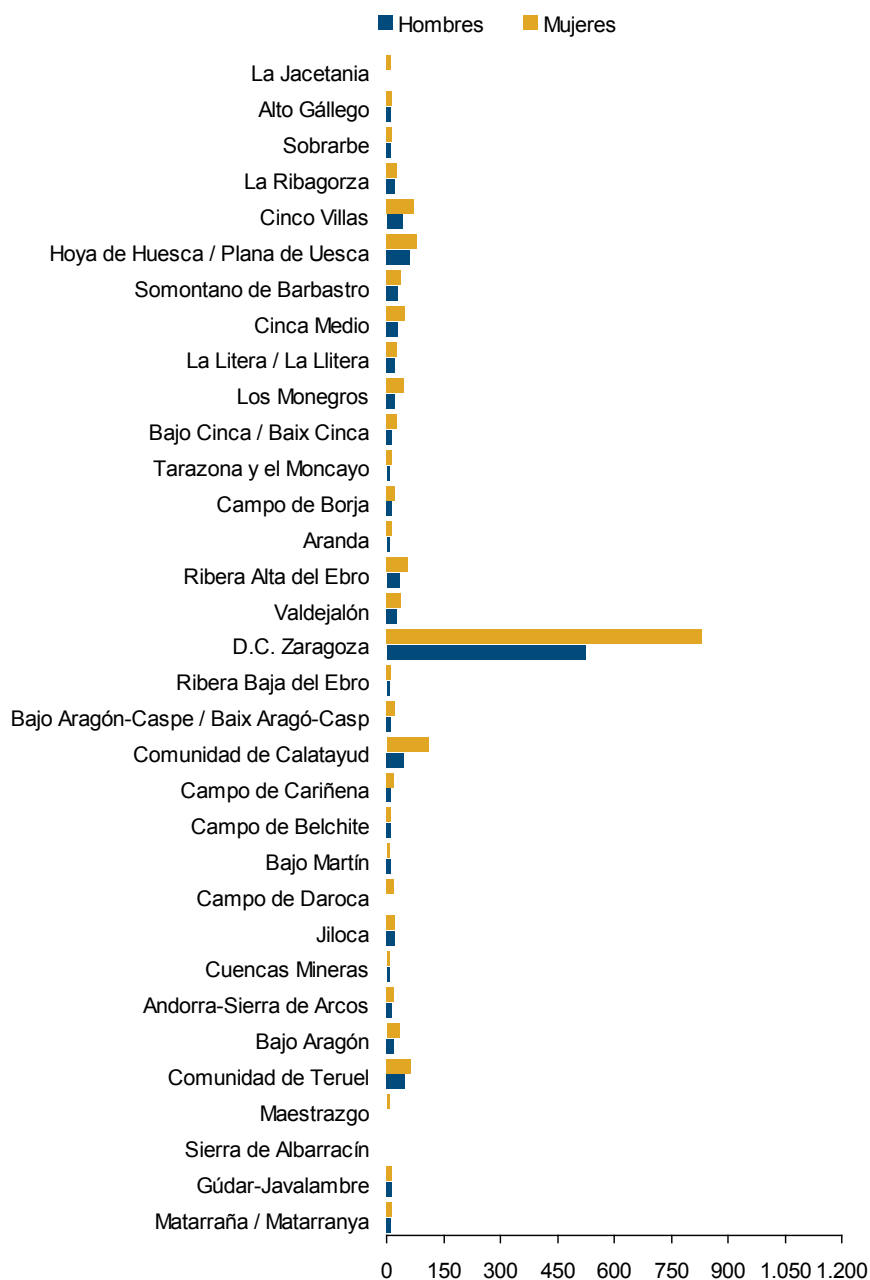 Hombres Mujeres
La Jacetania
Alto Gállego
Sobrarbe
La Ribagorza
Cinco Villas
Hoya de Huesca / Plana de Uesca
Somontano de Barbastro
Cinca Medio
La Litera / La Llitera
Los Monegros
Bajo Cinca / Baix Cinca
Tarazona y el Moncayo
Campo de Borja
Aranda
Ribera Alta del Ebro
Valdejalón
D.C. Zaragoza
Ribera Baja del Ebro
Bajo Aragón-Caspe / Baix Aragó-Casp
Comunidad de Calatayud
Campo de Cariñena
Campo de Belchite
Bajo Martín
Campo de Daroca
Jiloca
Cuencas Mineras
Andorra-Sierra de Arcos
Bajo Aragón
Comunidad de Teruel
Maestrazgo
Sierra de Albarracín
Gúdar-Javalambre
Matarraña / Matarranya
0 150 300 450 600 750 900 1.050 1.200